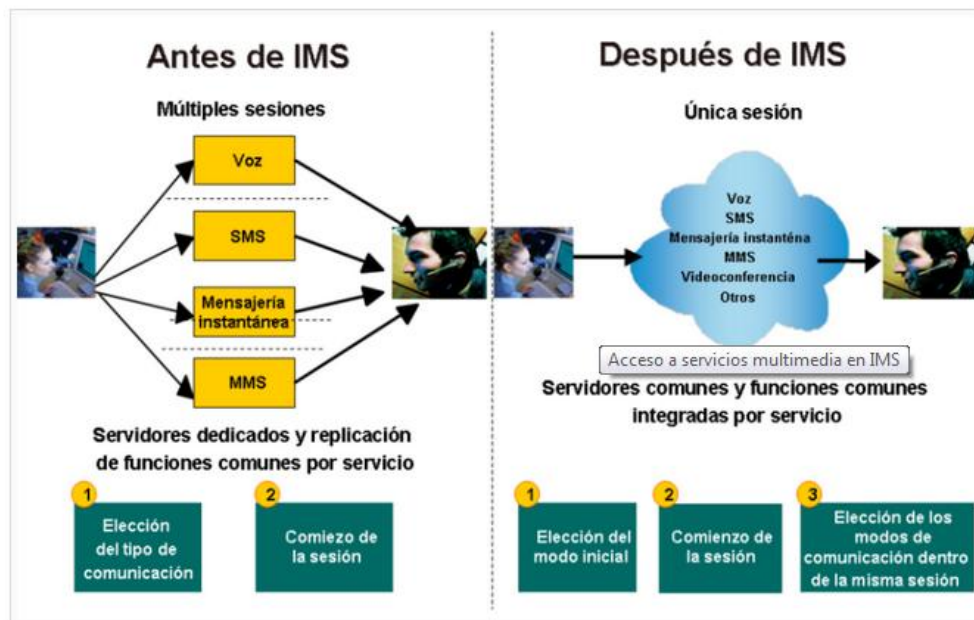 Antes de IMS
Múltiples sesiones
Voz
SMS
Mensajería
instantánea
MMS
Servidores dedicados y replicación
de funciones comunes por servicio
1
Elección
del tipo de
comunicación
2
Comiezo de
la sesión
Después de IMS
Única sesión
Voz
SMS
Mensajería instanténa
MMS
Videoconferencia
Otros
Acceso a servicios multimedia en IMS
Servidores comunes y funciones comunes
integradas por servicio
1
Elección del
modo inicial
2
Comienzo de
la sesión
3
Elección de los
modos de
comunicación dentro
de la misma sesión